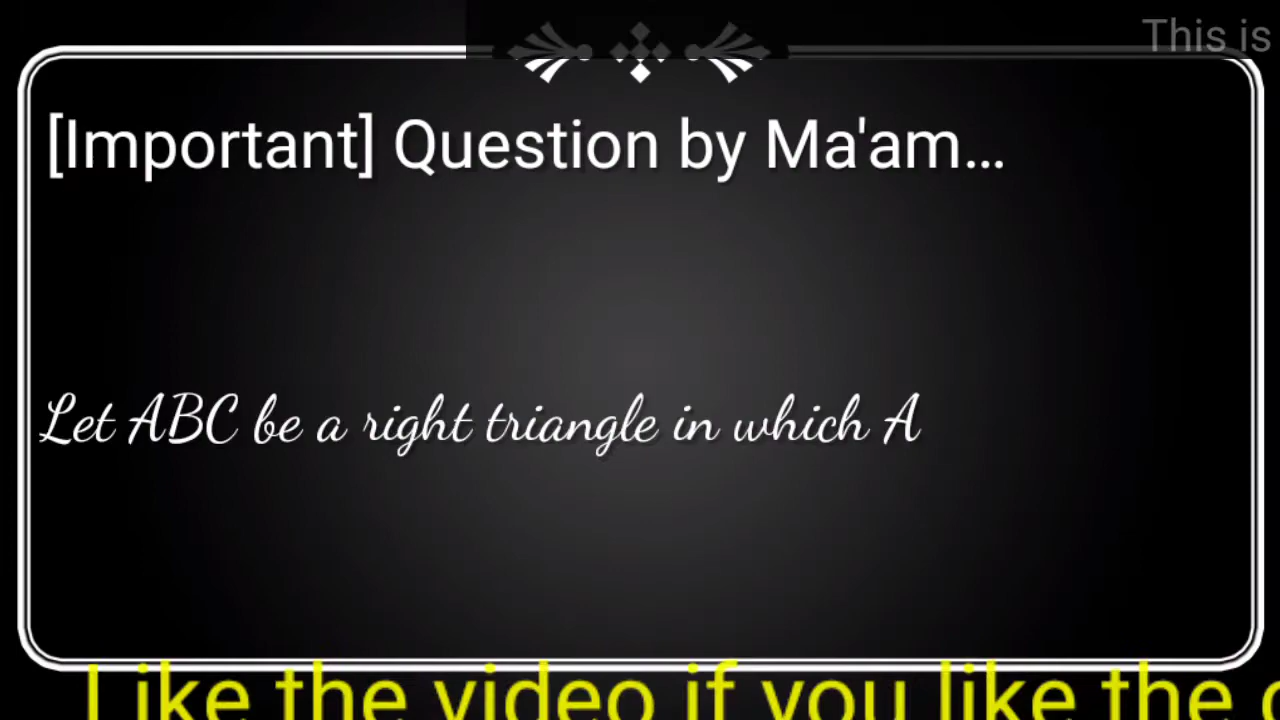 This is
[Important] Question by Ma'am...
Let ABC be a right triangle in which A
Like the video if you like the